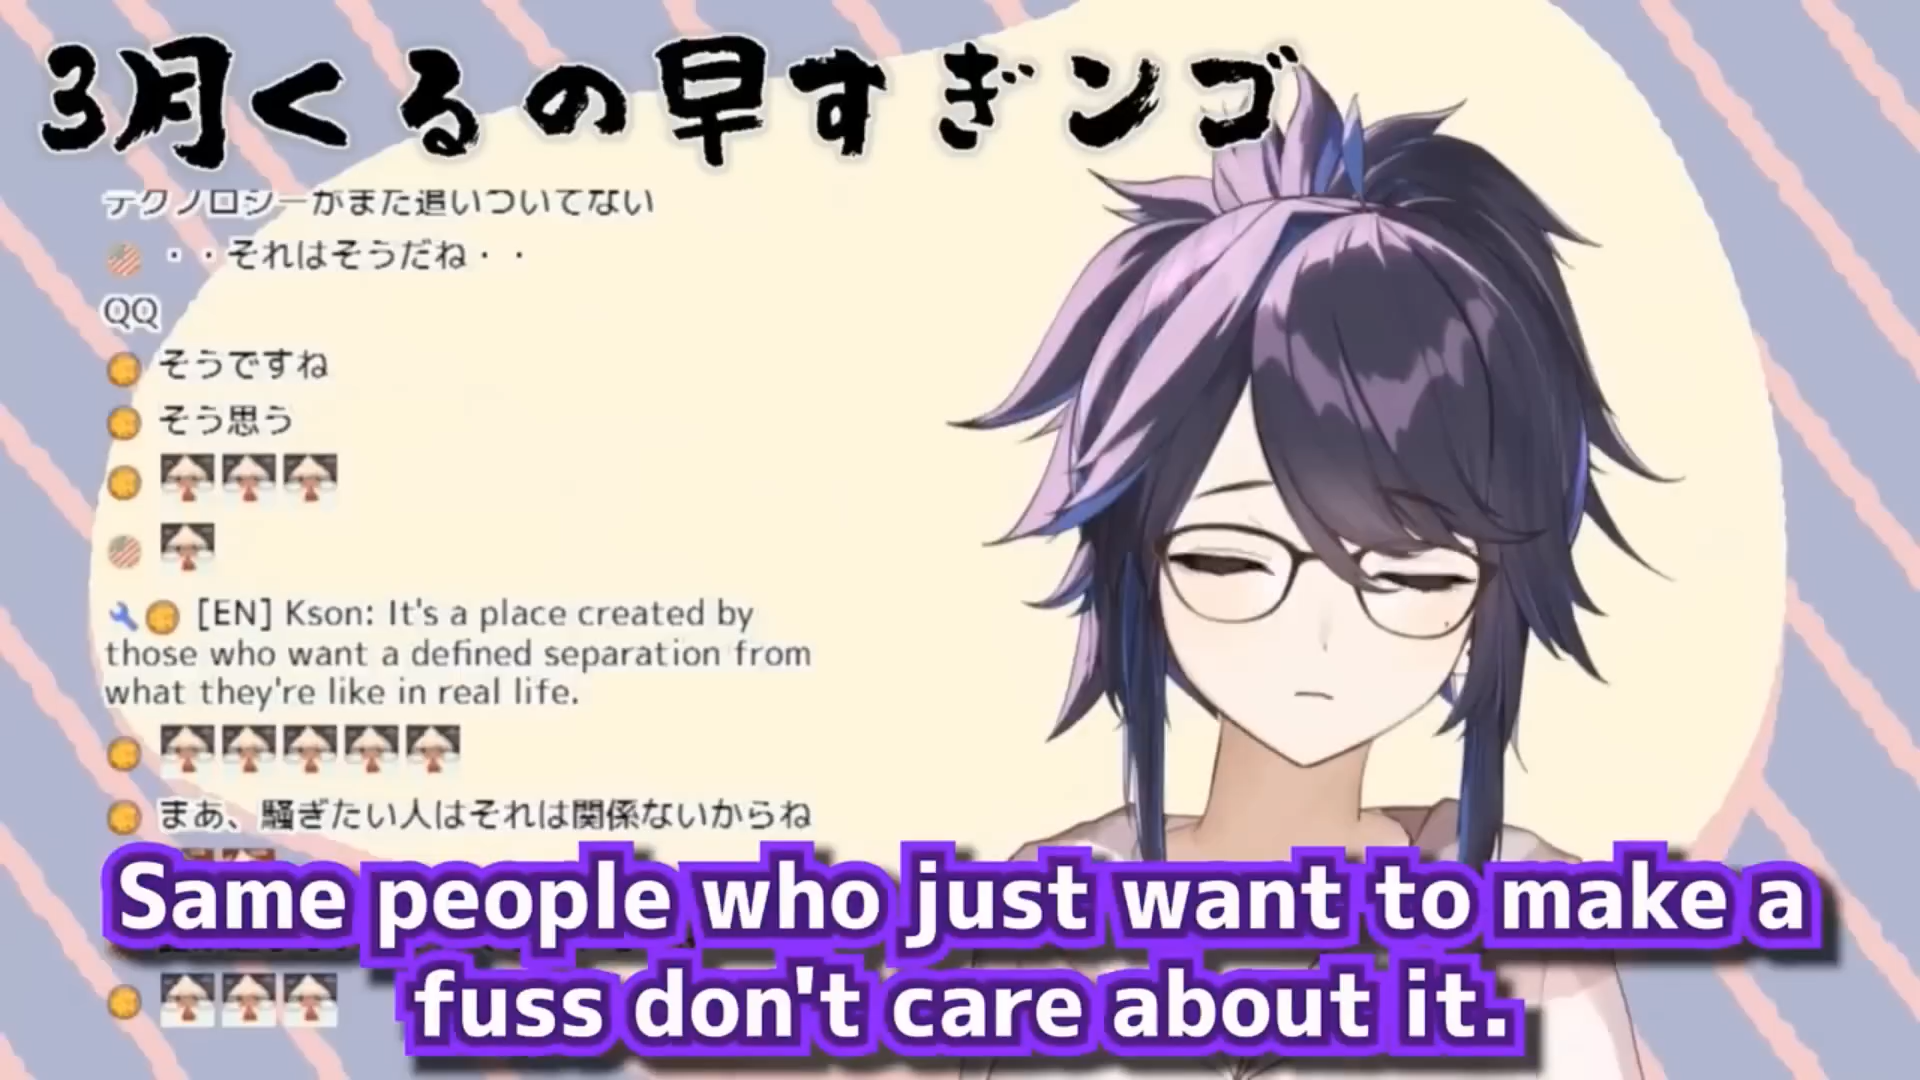 3月くるの早すぎンゴ
テクノロジーがまた追いついてない
・・それはそうだね・・
QQ
そうですね
そう思う
[EN] Kson: It's a place created by
those who want a defined separation from
what they're like in real life.
まあ、騒ぎたい人はそれは関係ないからね
Same people who just want to make a
fuss don't care about it.